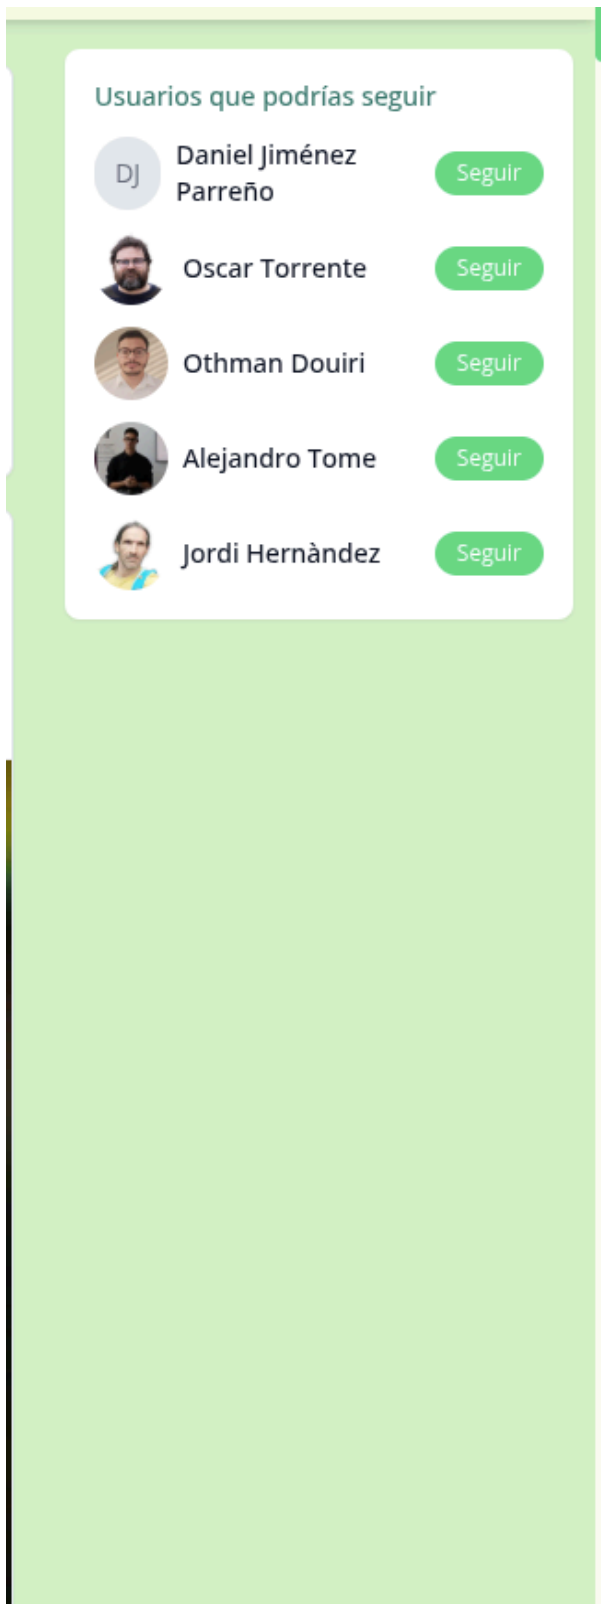 Usuarios que podrías seguir
DJ
Daniel Jiménez
Parreño
Seguir
Oscar Torrente
Seguir
Othman Douiri
Seguir
Alejandro Tome
Seguir
Jordi Hernàndez
Seguir